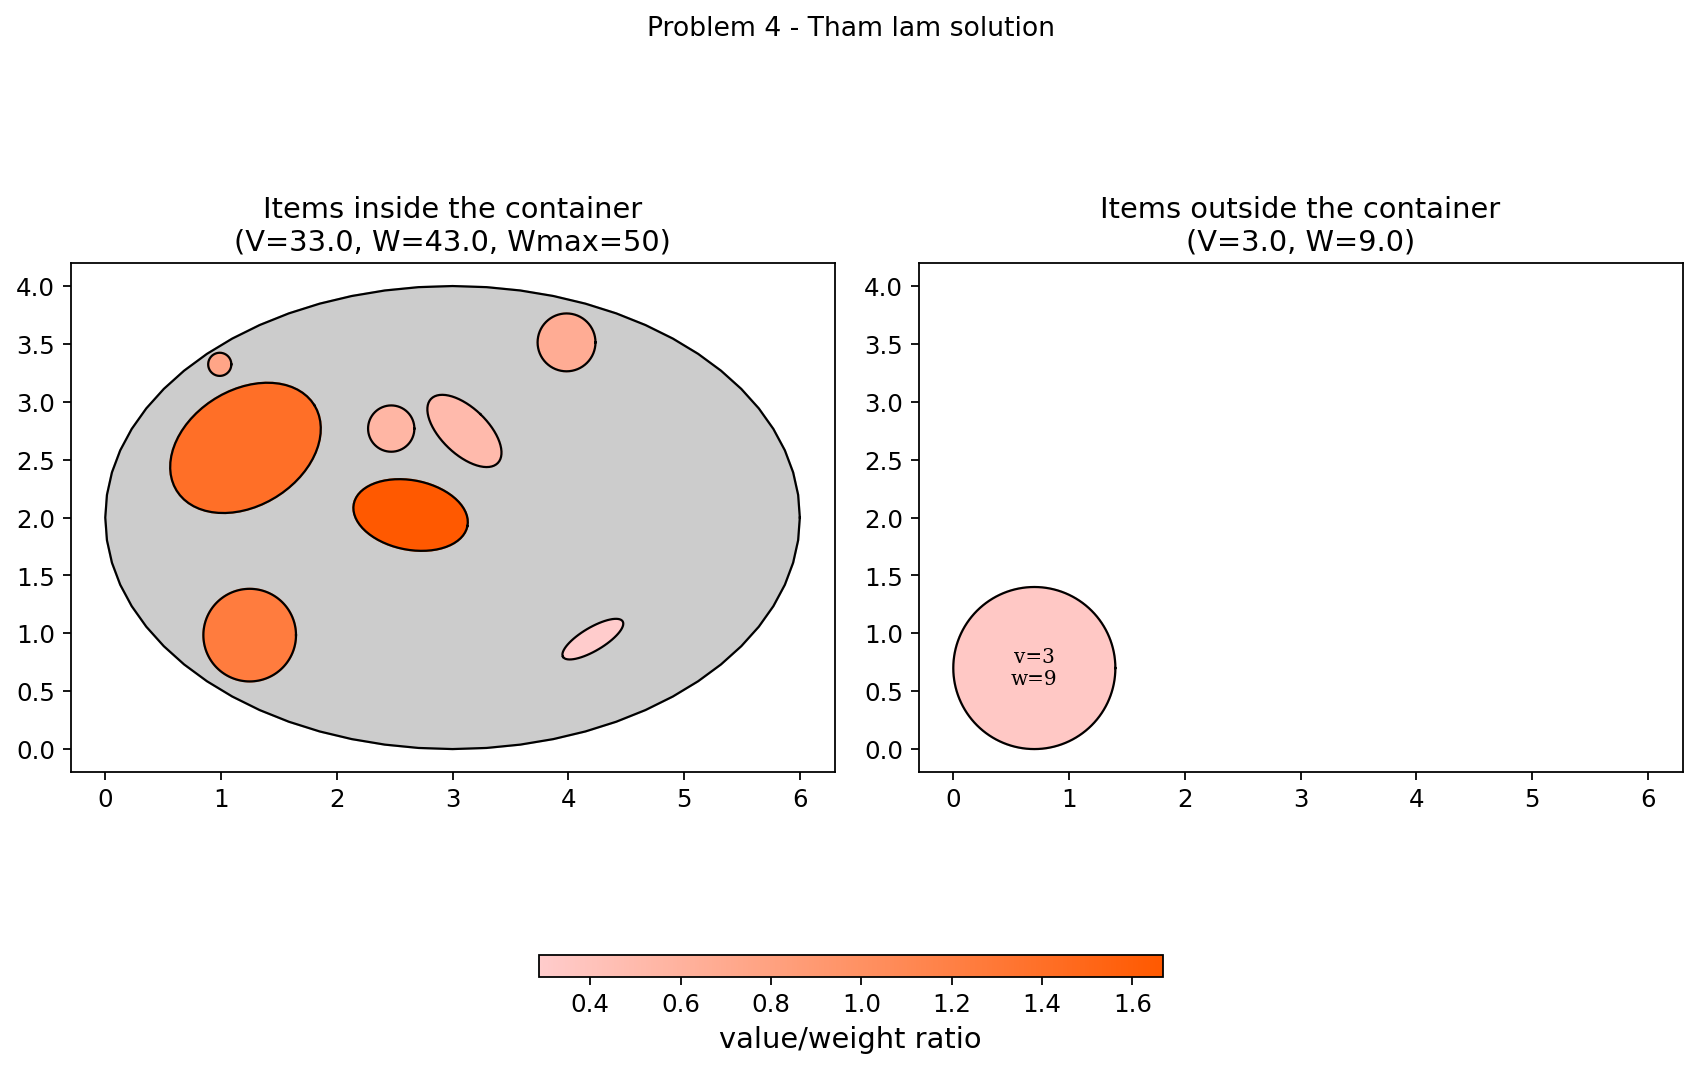 Problem 4 - Tham lam solution
Items inside the container
(V=33.0, W=43.0, Wmax=50)
4.0
3.5
3.0
2.5
2.0
1.5
1.0
0.5
0.0
0 1 2 3 4 5 6
Items outside the container
(V=3.0, W=9.0)
4.0
3.5
3.0
2.5
2.0
1.5
1.0
0.5
0.0
v=3
w=9
0 1 2 3 4 5 6
0.4 0.6 0.8 1.0 1.2 1.4 1.6
value/weight ratio